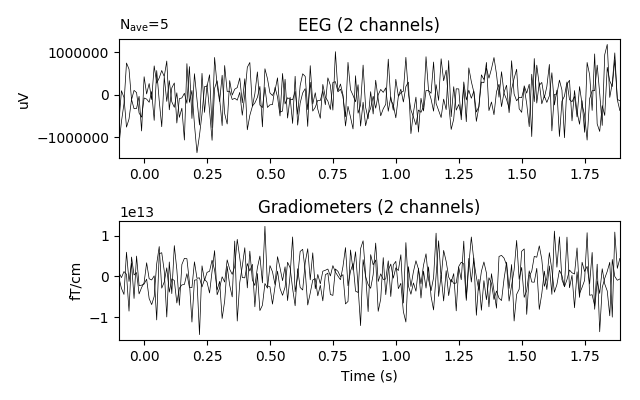 Nave=5 EEG (2 channels)
1000000
0
−1000000
uV
0.00 0.25 0.50 0.75 1.00 1.25 1.50 1.75
1e13 Gradiometers (2 channels)
1
0
−1
fT/cm
0.00 0.25 0.50 0.75 1.00 1.25 1.50 1.75
Time (s)